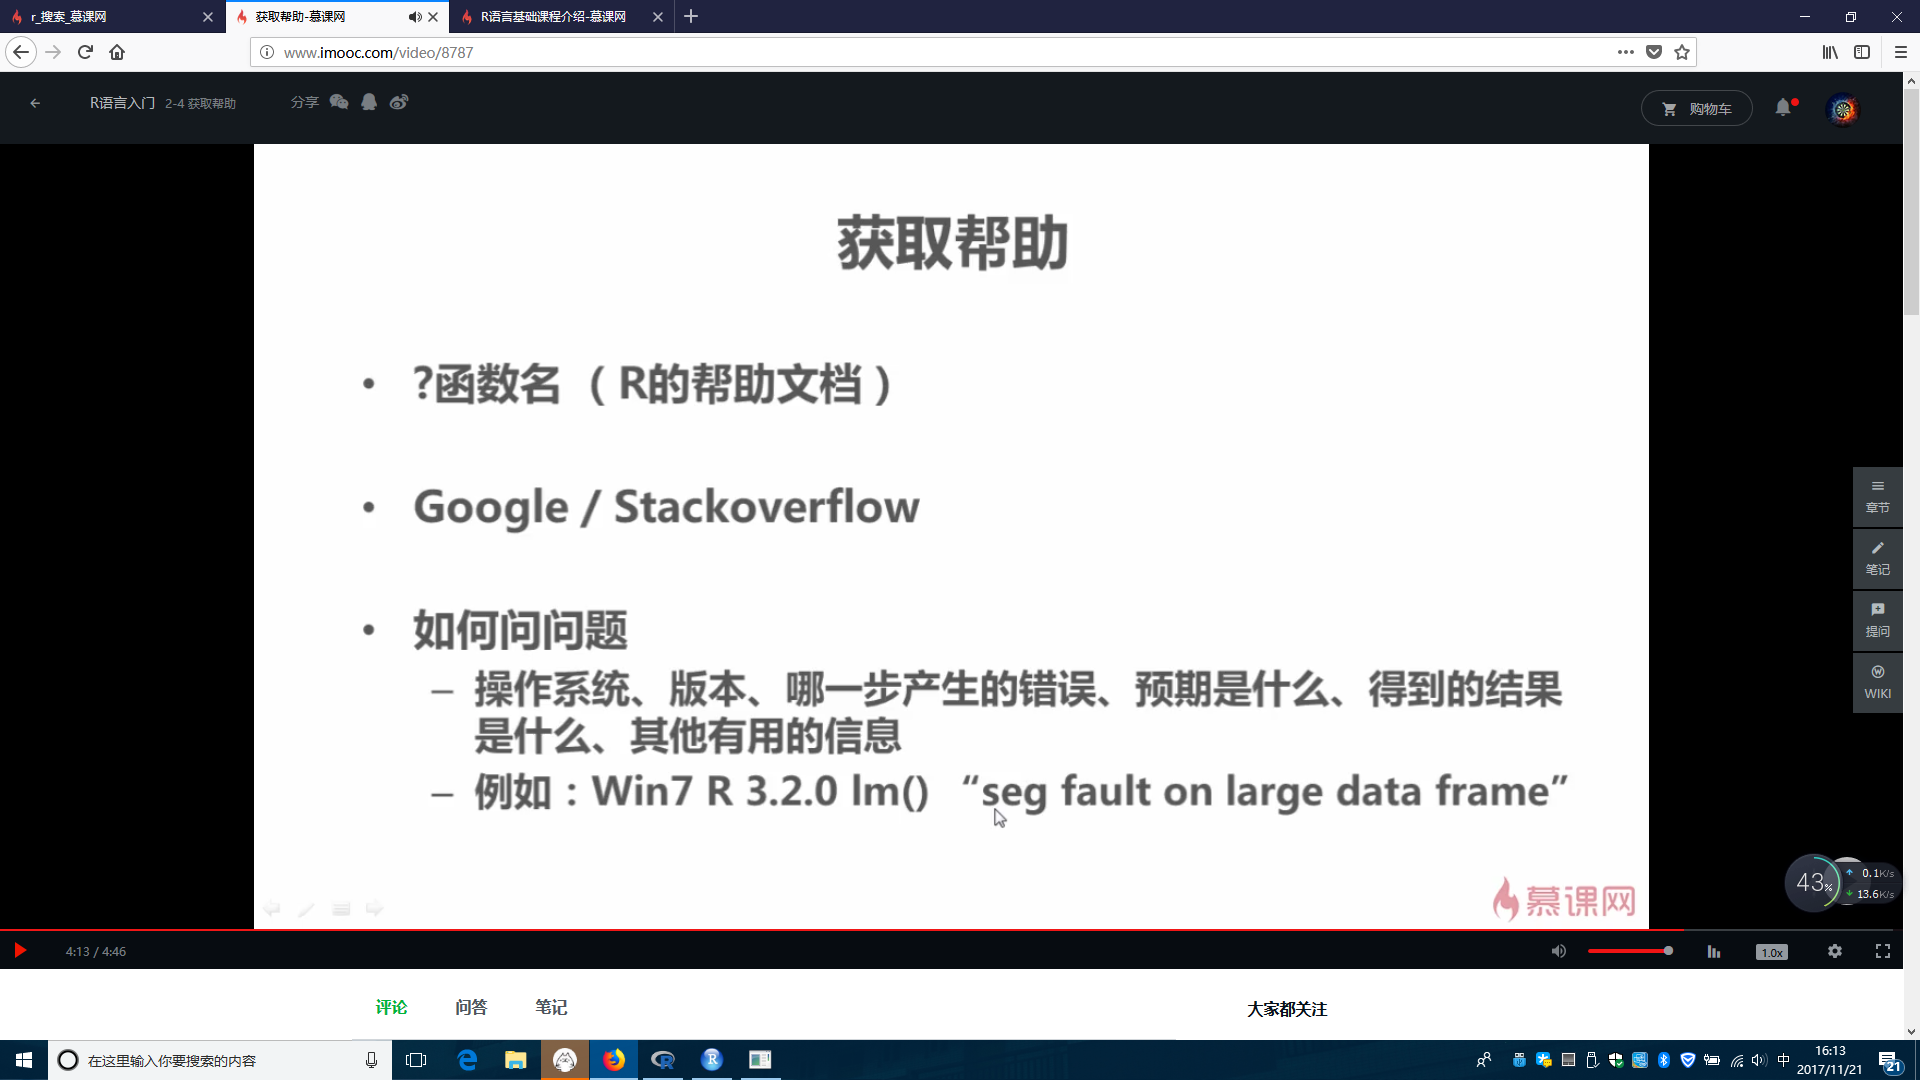 r_搜索_慕课网
获取帮助-慕课网
R语言基础课程介绍-慕课网
www.imooc.com/video/8787
R语言入门 2-4 获取帮助
分享
购物车
获取帮助
• ?函数名（R的帮助文档）
• Google / Stackoverflow
• 如何问问题
– 操作系统、版本、哪一步产生的错误、预期是什么、得到的结果
是什么、其他有用的信息
– 例如：Win7 R 3.2.0 lm() “seg fault on large data frame”
章节
笔记
提问
WIKI
43%
0.1K/s
13.6K/s
慕课网
4:13 / 4:46
1.0x
评论 问答 笔记
大家都关注
在这里输入你要搜索的内容
中
16:13
2017/11/21
21